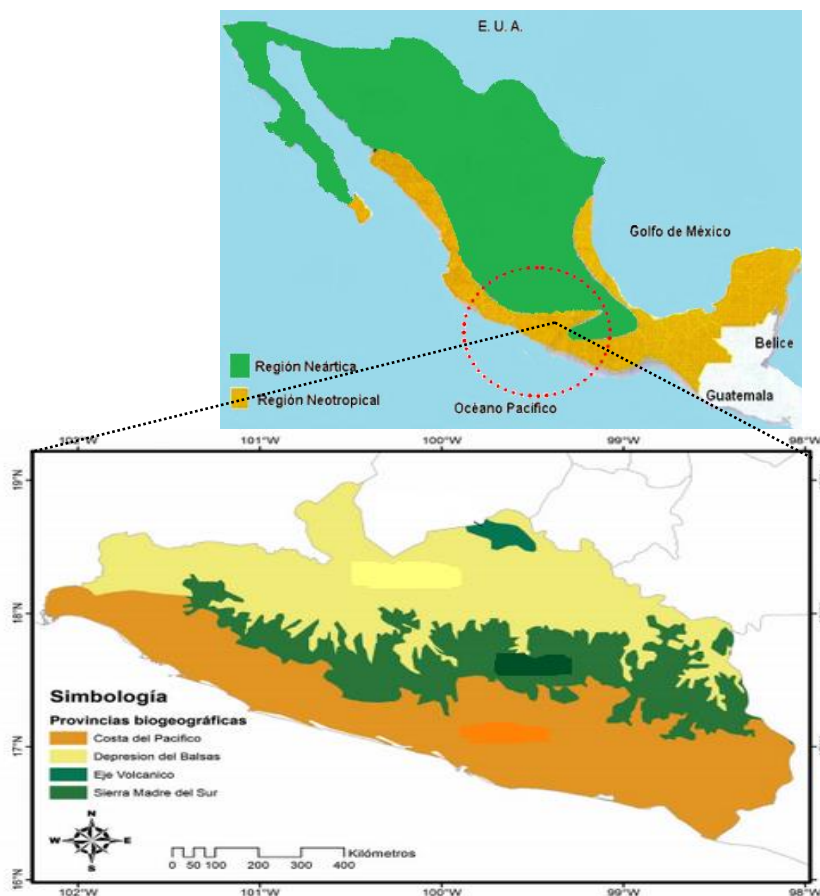 E. U. A.
Golfo de México
Belice
Región Neártica
Guatemala
Región Neotropical
Océano Pacífico
102°W
101°W
100°W
99°W
98°W
19°N
18°N
17°N
16°N
Simbología
Provincias biogeográficas
Costa del Pacifico
Depresion del Balsas
Eje Volcanico
Sierra Madre del Sur
N
W
E
S
0 50 100 200 300 400
Kilómetros
102°W
101°W
100°W
99°W
98°W